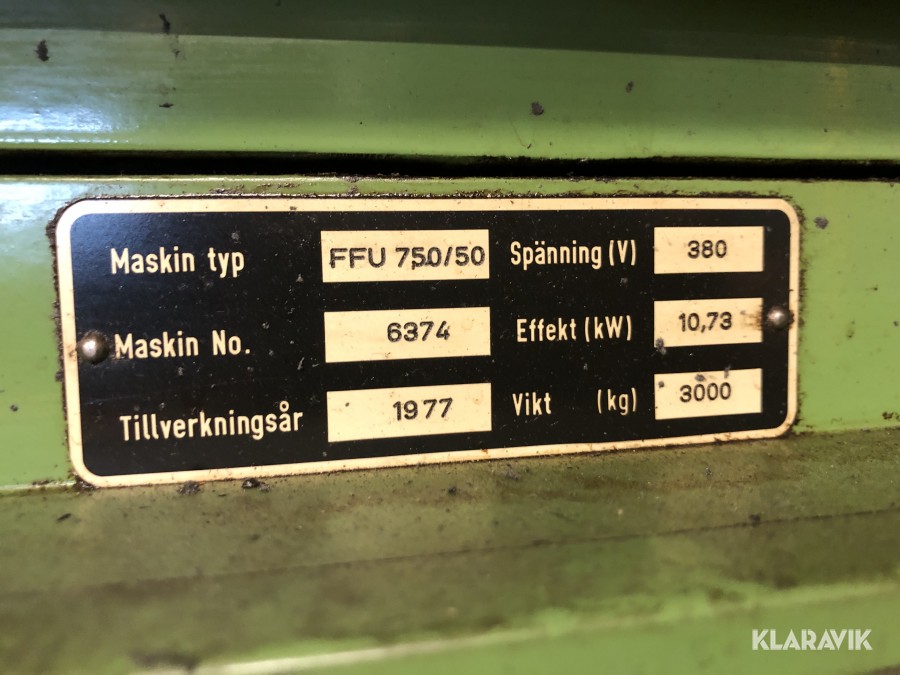 Maskin typ FFU 750/50 Spänning (V) 380
Maskin No. 6374 Effekt (kW) 10,73
Tillverkningsår 1977 Vikt (kg) 3000
KLARAVIK